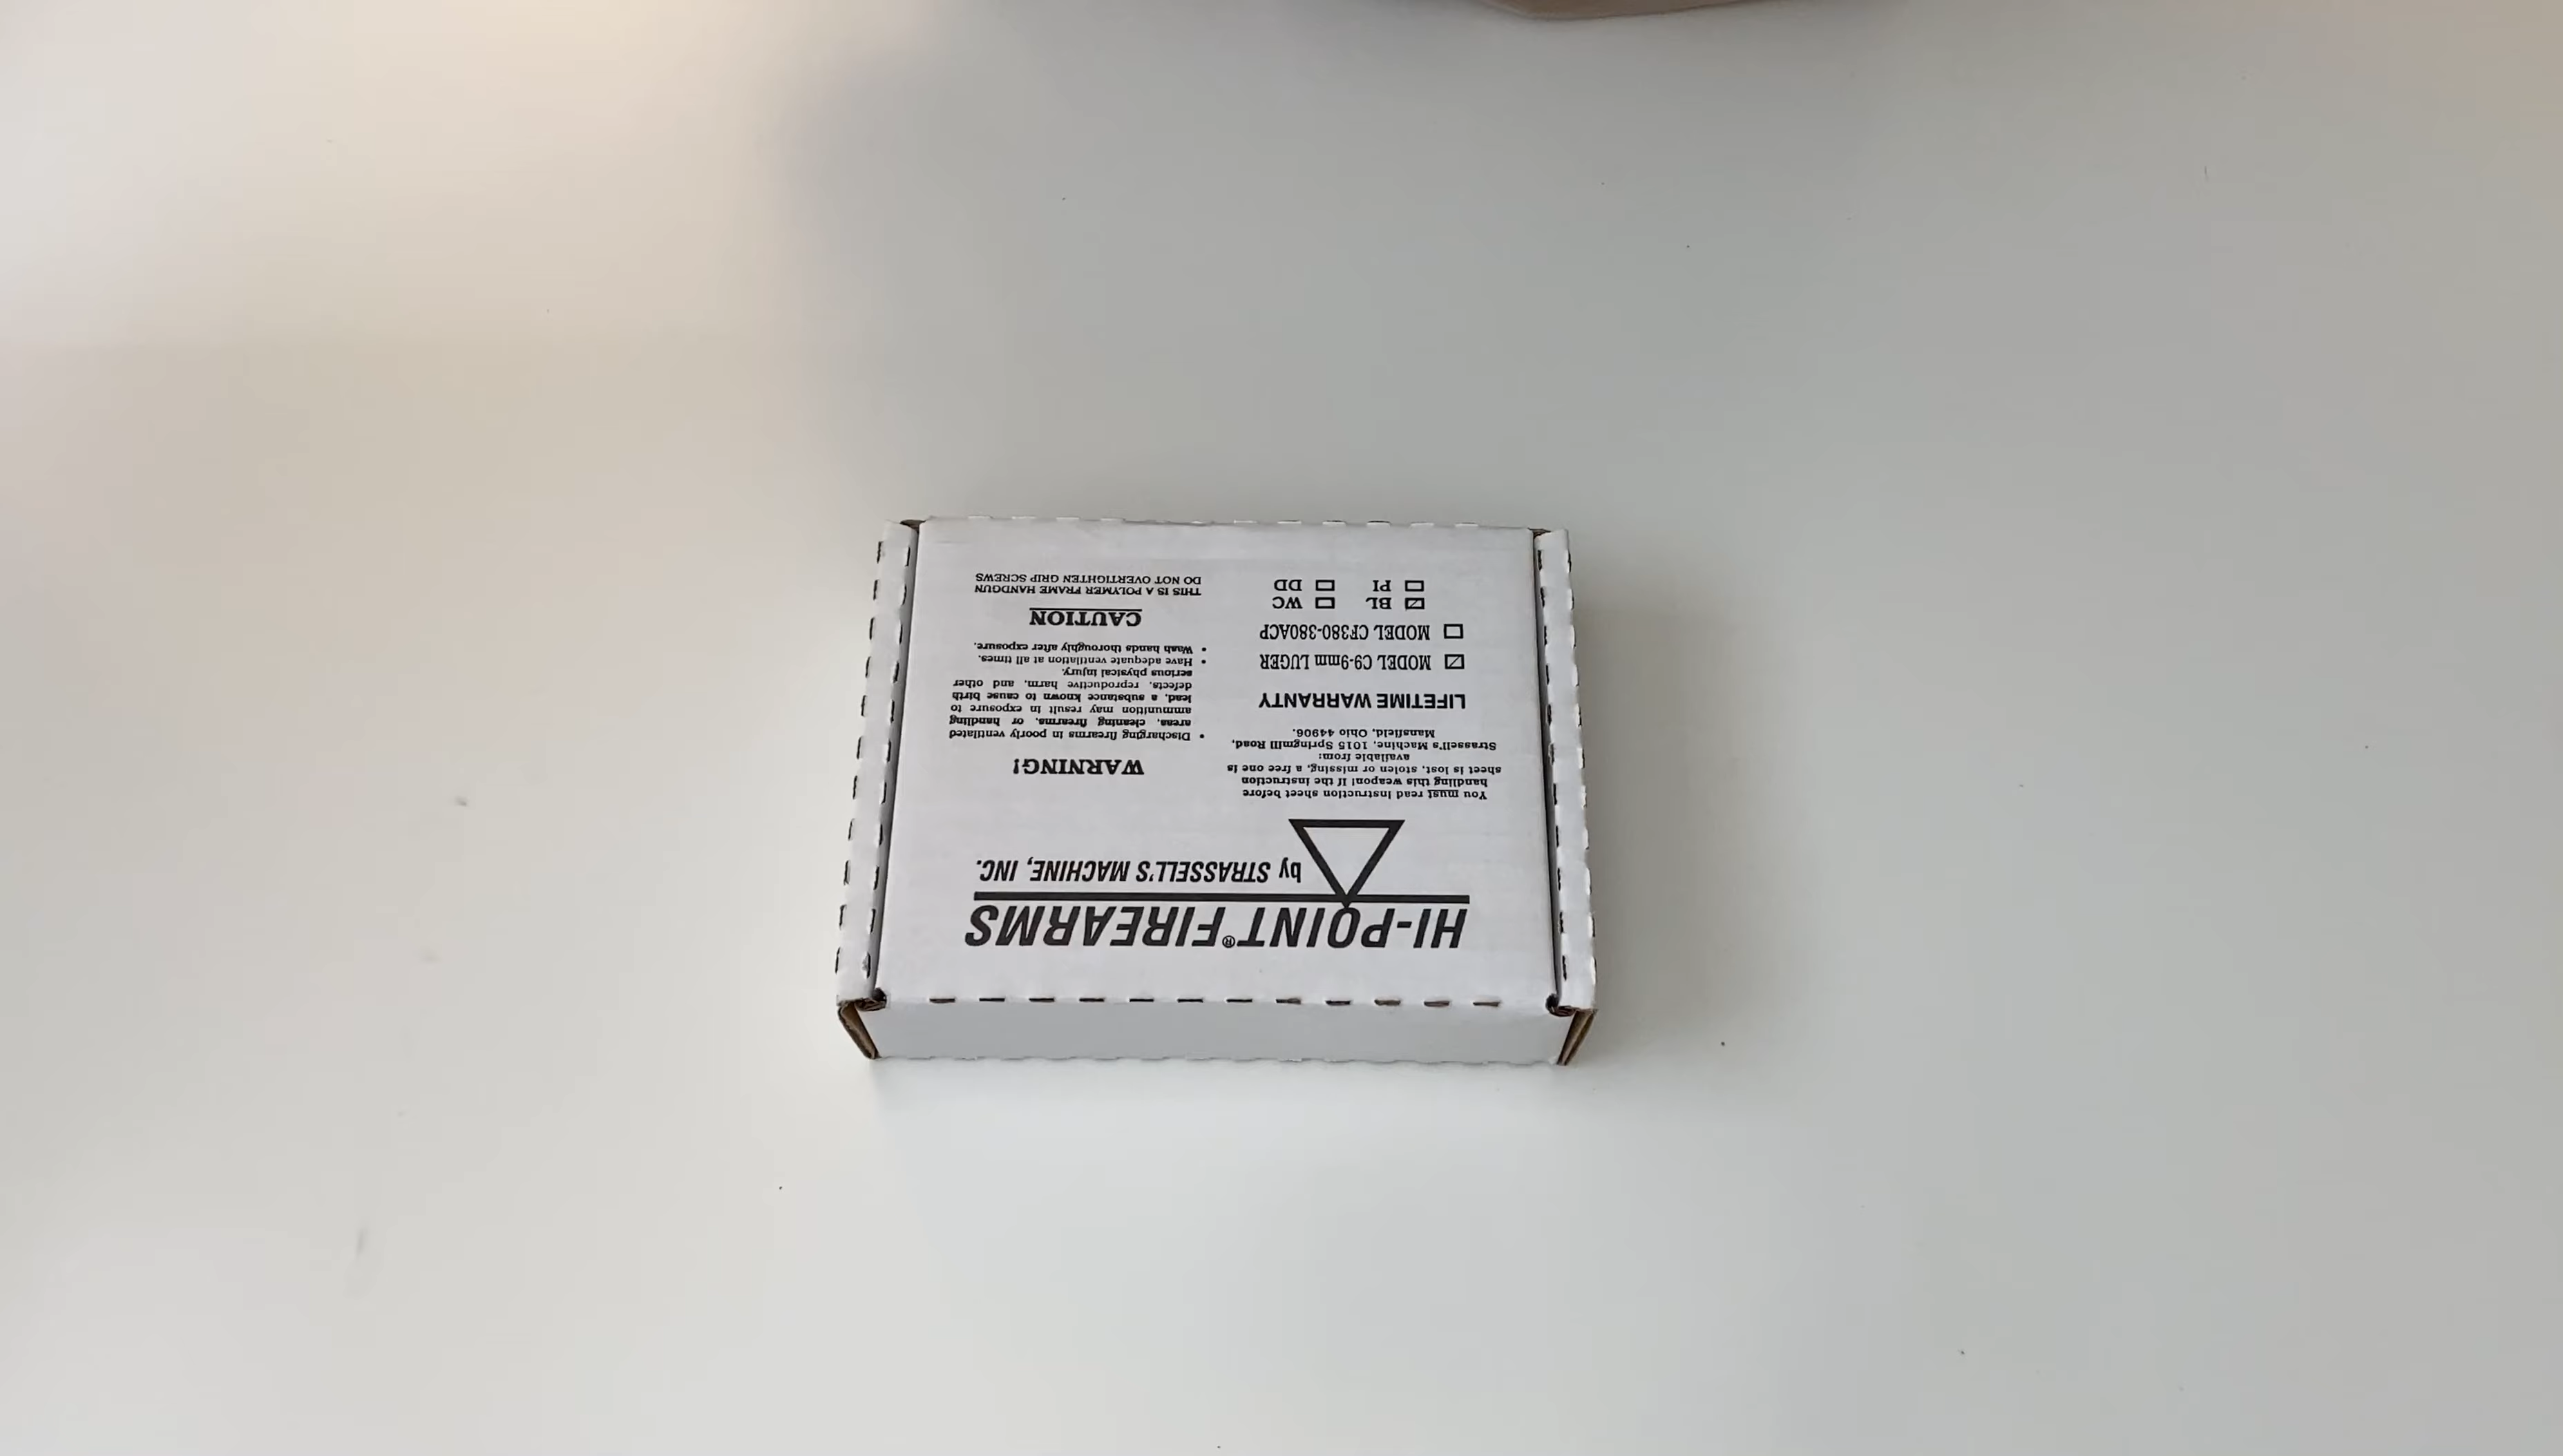 HI-POINT® FIREARMS
by STRASSELL'S MACHINE, INC.
You must read instruction sheet before
handling this weapon! If the instruction
sheet is lost, stolen or missing, a free one is
available from:
Strassell's Machine, 1015 Springmill Road,
Mansfield, Ohio 44906.
LIFETIME WARRANTY
MODEL C9-9mm LUGER
MODEL CF380-380ACP
BL WC
PI DD
WARNING!
• Discharging firearms in poorly ventilated
areas, cleaning firearms, or handling
ammunition may result in exposure to
lead, a substance known to cause birth
defects, reproductive harm, and other
serious physical injury.
• Have adequate ventilation at all times.
• Wash hands thoroughly after exposure.
CAUTION
THIS IS A POLYMER FRAME HANDGUN
DO NOT OVERTIGHTEN GRIP SCREWS